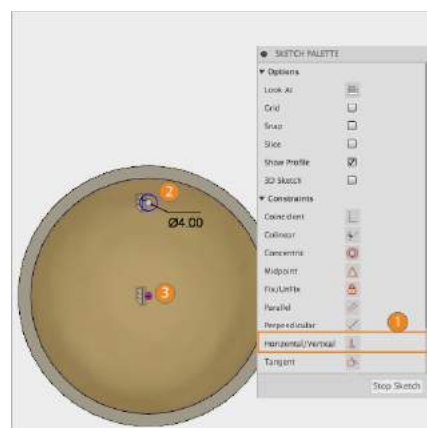 SKETCH PALETTE
Options
Look At
Grid
Snap
Slice
Show Profile
3D Sketch
Constraints
Coincident
Colinear
Concentric
Midpoint
Fix/UnFix
Parallel
Perpendicular
1
Horizontal/Vertical
Tangent
Stop Sketch
2
Ø4.00
3